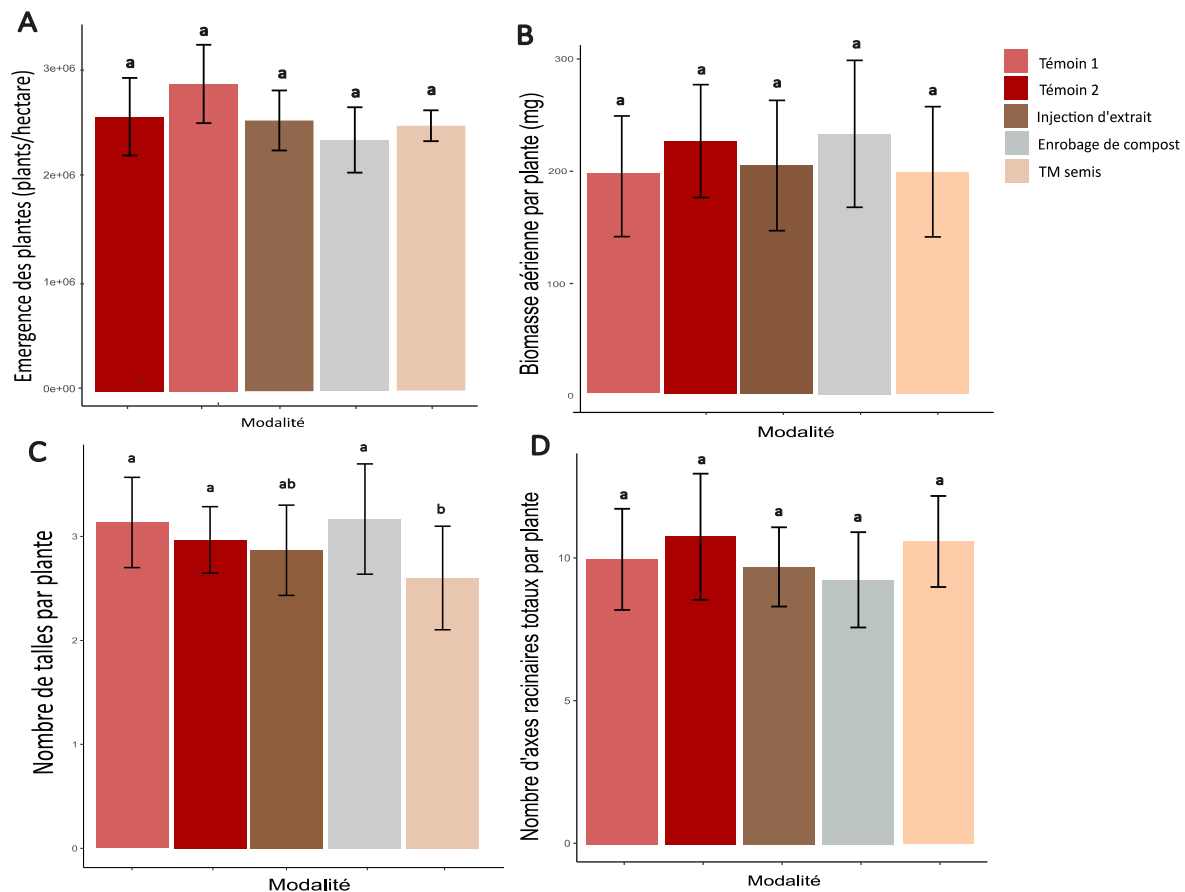 A
Emergence des plantes (plants/hectare)
3e+06
2e+06
1e+06
0e+00
a
a
a
a
a
Modalité
B
Biomasse aérienne par plante (mg)
300
200
100
0
a
a
a
a
a
Modalité
Témoin 1
Témoin 2
Injection d'extrait
Enrobage de compost
TM semis
C
Nombre de talles par plante
3
2
1
0
a
a
ab
a
b
Modalité
D
Nombre d'axes racinaires totaux par plante
10
5
0
a
a
a
a
a
Modalité